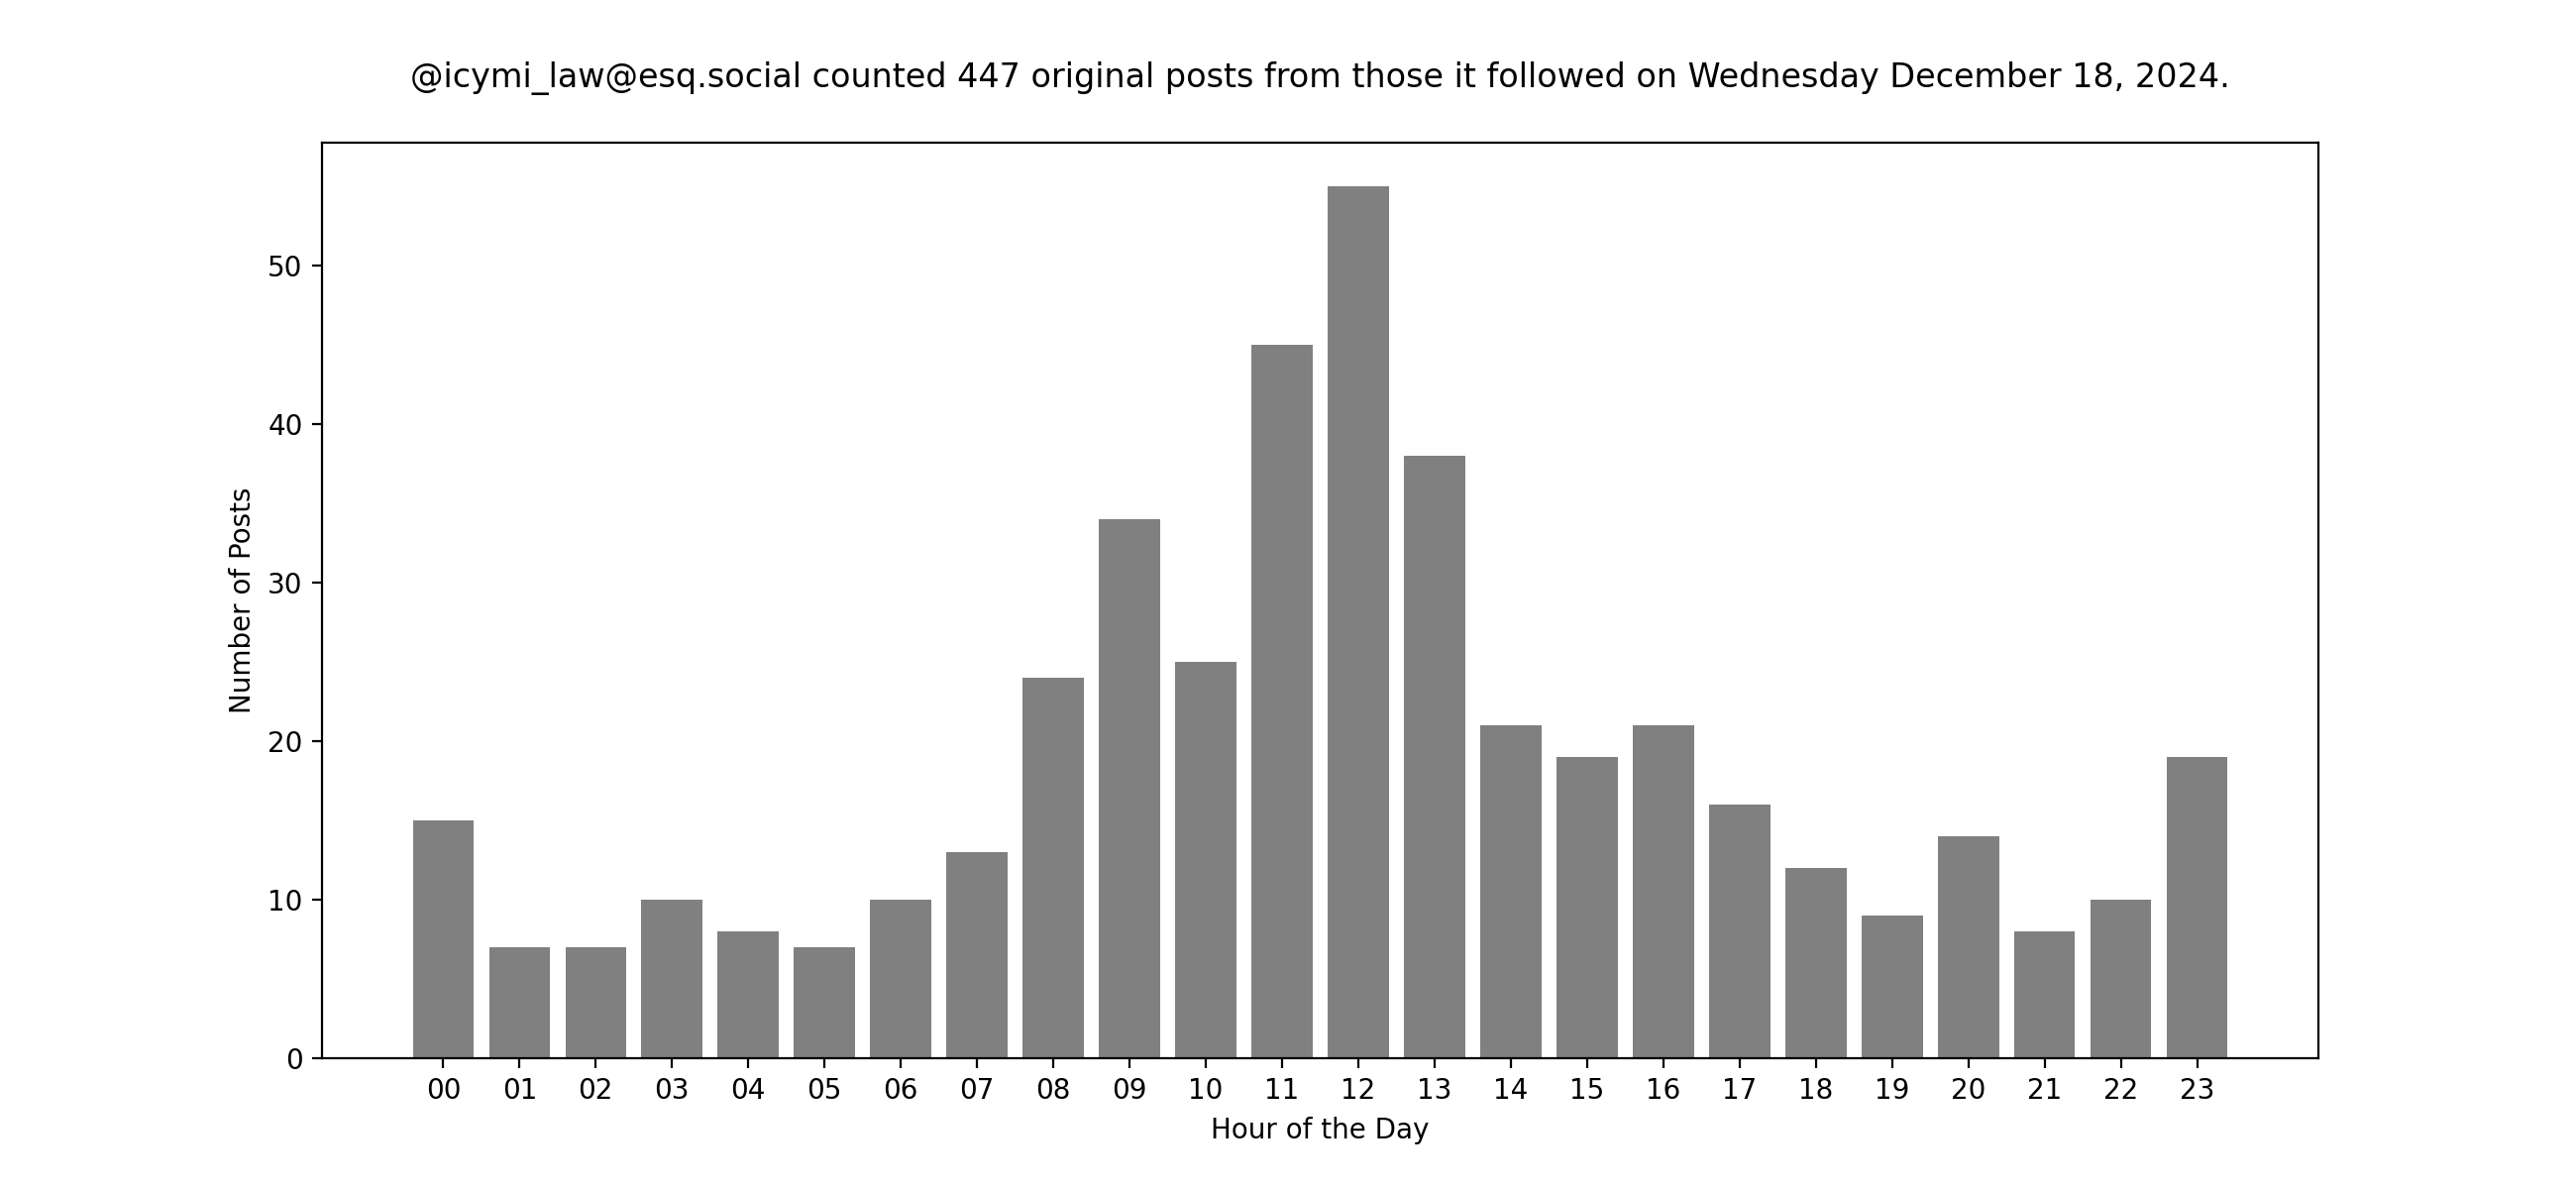 @icymi_law@esq.social counted 447 original posts from those it followed on Wednesday December 18, 2024.
Number of Posts
50
40
30
20
10
0
00 01 02 03 04 05 06 07 08 09 10 11 12 13 14 15 16 17 18 19 20 21 22 23
Hour of the Day